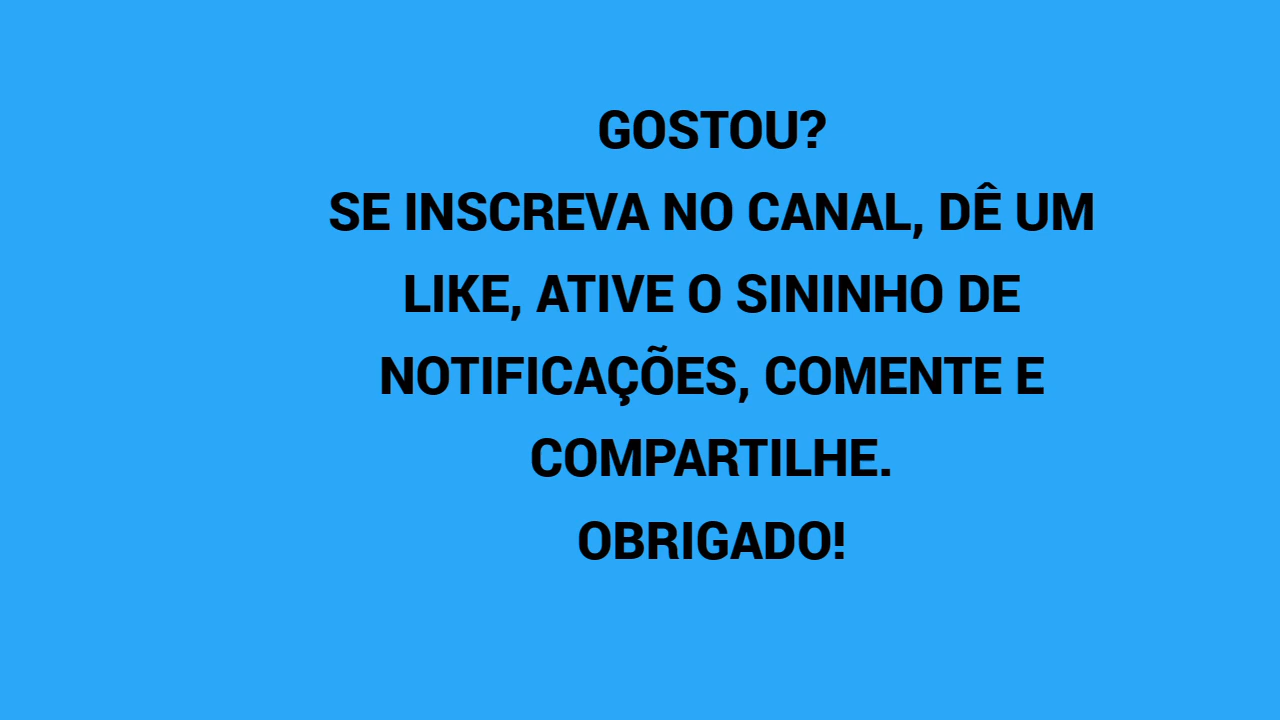 GOSTOU?
SE INSCREVA NO CANAL, DÊ UM
LIKE, ATIVE O SININHO DE
NOTIFICAÇÕES, COMENTE E
COMPARTILHE.
OBRIGADO!